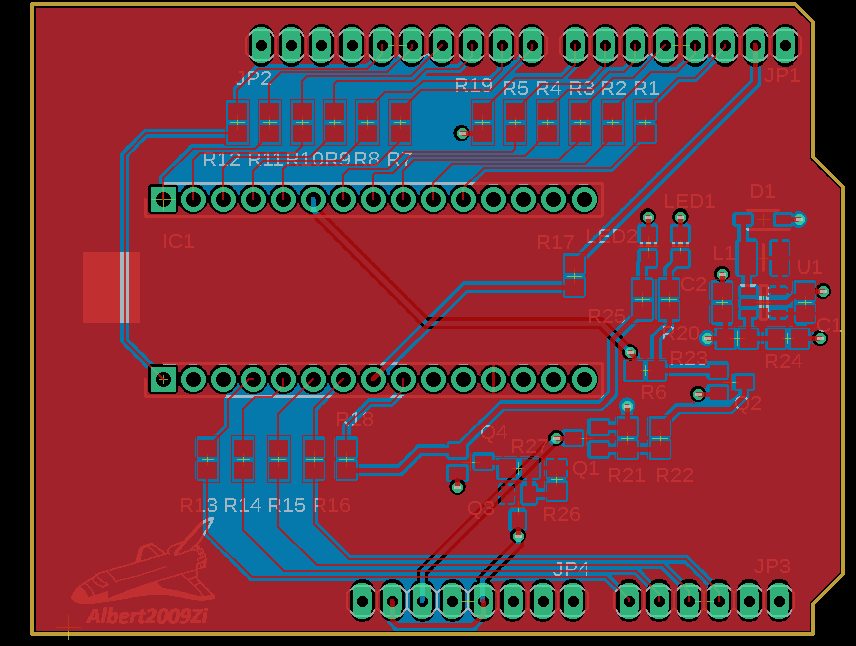 JP2 R19 R5 R4 R3 R2 R1 JP1
R12 R11 R10 R9 R8 R7
D1
LED1
IC1 R17 LED2 L1 U1
C2
R25 R20 C1
R23 R24
R6 Q2
R18 Q4 R27
Q1 R21 R22
R13 R14 R15 R16 Q3 R26
JP4 JP3
Albert2009Zi